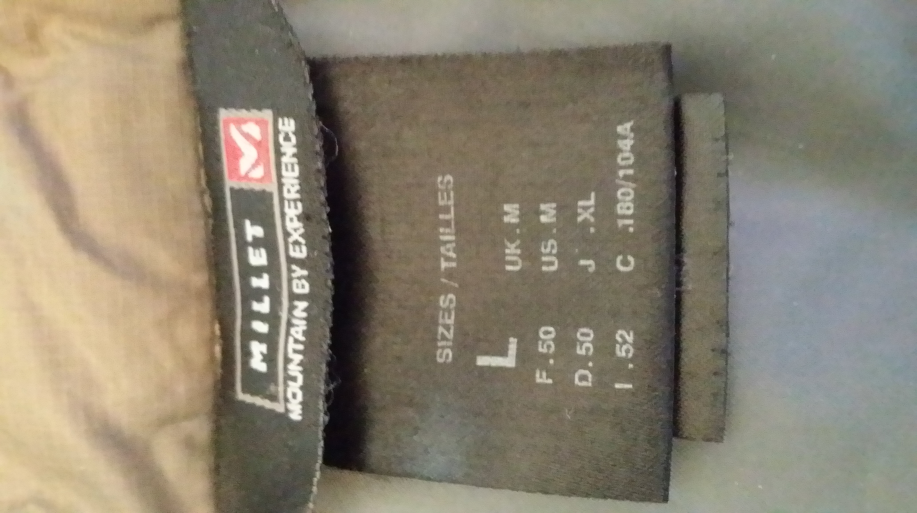 MILLET
MOUNTAIN BY EXPERIENCE
SIZES / TAILLES
L UK.M
F.50 US.M
D.50 J .XL
I .52 C .180/104A